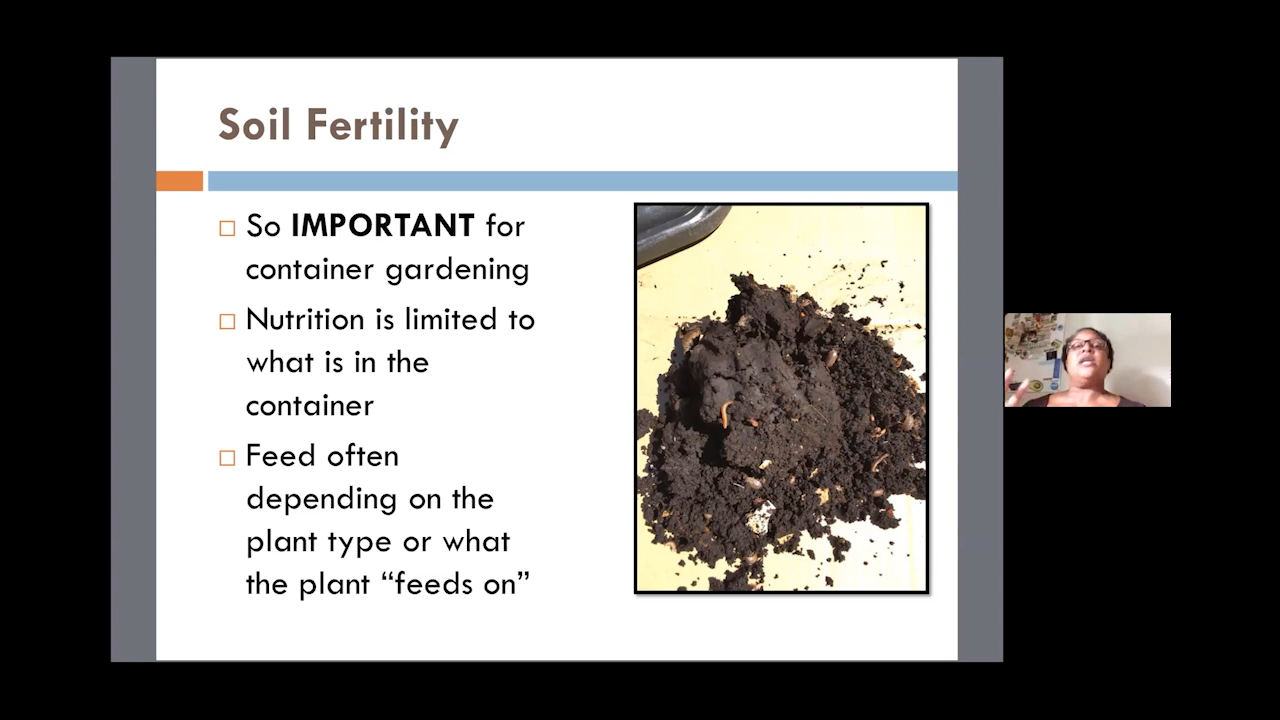 Soil Fertility
So IMPORTANT for
container gardening
Nutrition is limited to
what is in the
container
Feed often
depending on the
plant type or what
the plant “feeds on”